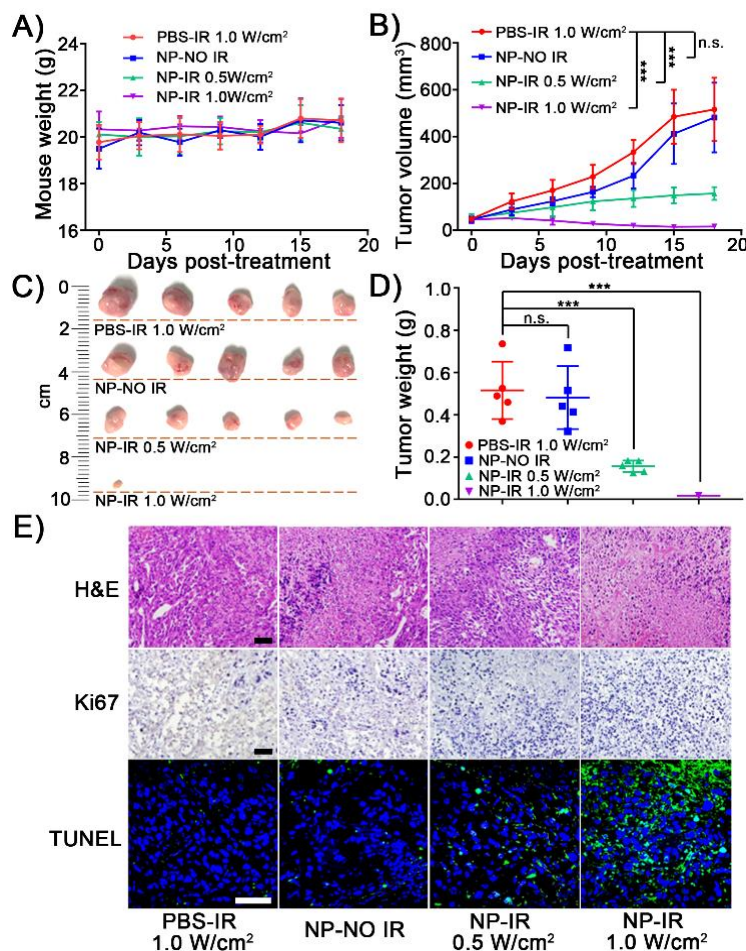 A)
Mouse weight (g)
24
22
20
18
16
PBS-IR 1.0 W/cm²
NP-NO IR
NP-IR 0.5W/cm²
NP-IR 1.0W/cm²
0 5 10 15 20
Days post-treatment
B)
Tumor volume (mm³)
800
600
400
200
0
PBS-IR 1.0 W/cm²
NP-NO IR
NP-IR 0.5 W/cm²
NP-IR 1.0 W/cm²
***
***
n.s.
0 5 10 15 20
Days post-treatment
C)
cm
0
2
4
6
8
10
PBS-IR 1.0 W/cm²
NP-NO IR
NP-IR 0.5 W/cm²
NP-IR 1.0 W/cm²
D)
Tumor weight (g)
1.0
0.8
0.6
0.4
0.2
0.0
***
***
n.s.
PBS-IR 1.0 W/cm²
NP-NO IR
NP-IR 0.5 W/cm²
NP-IR 1.0 W/cm²
E)
H&E
Ki67
TUNEL
PBS-IR
1.0 W/cm²
NP-NO IR
NP-IR
0.5 W/cm²
NP-IR
1.0 W/cm²